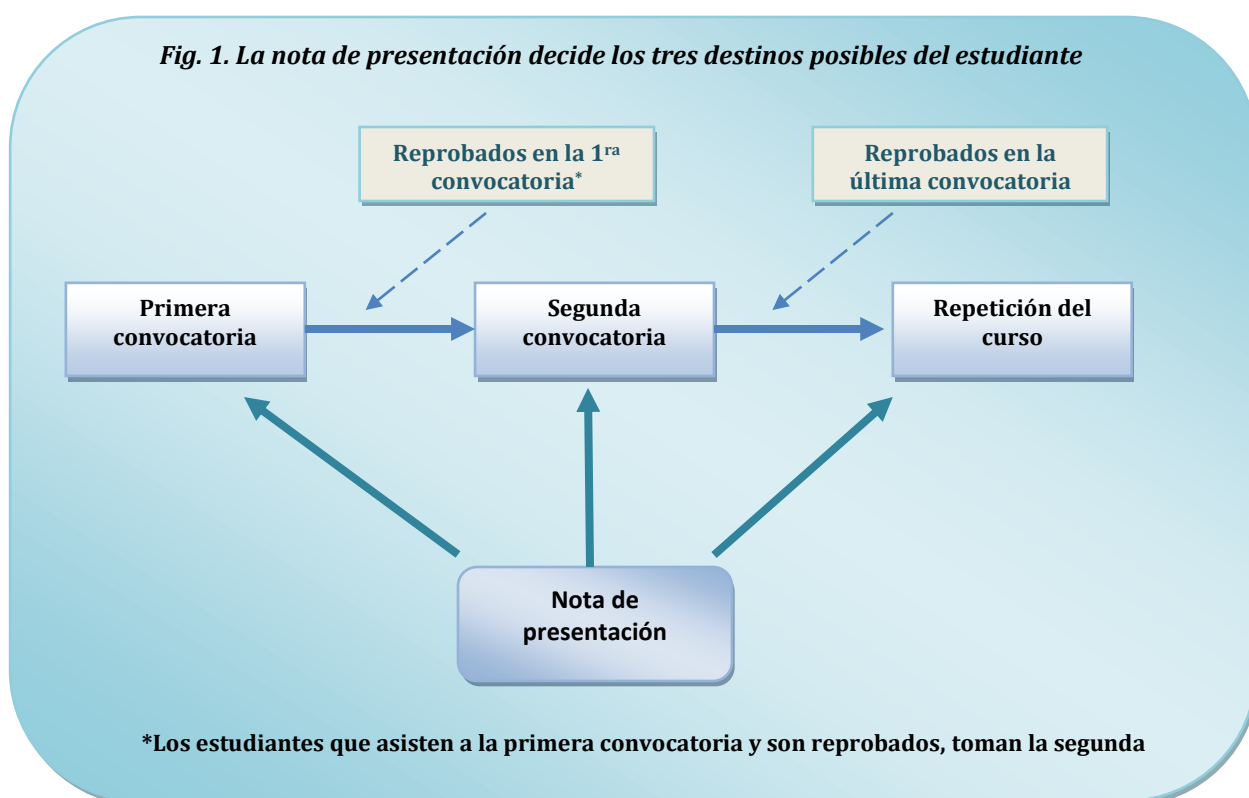 Fig. 1. La nota de presentación decide los tres destinos posibles del estudiante
Reprobados en la 1ra
convocatoria*
Reprobados en la
última convocatoria
Primera
convocatoria
Segunda
convocatoria
Repetición del
curso
Nota de
presentación
*Los estudiantes que asisten a la primera convocatoria y son reprobados, toman la segunda